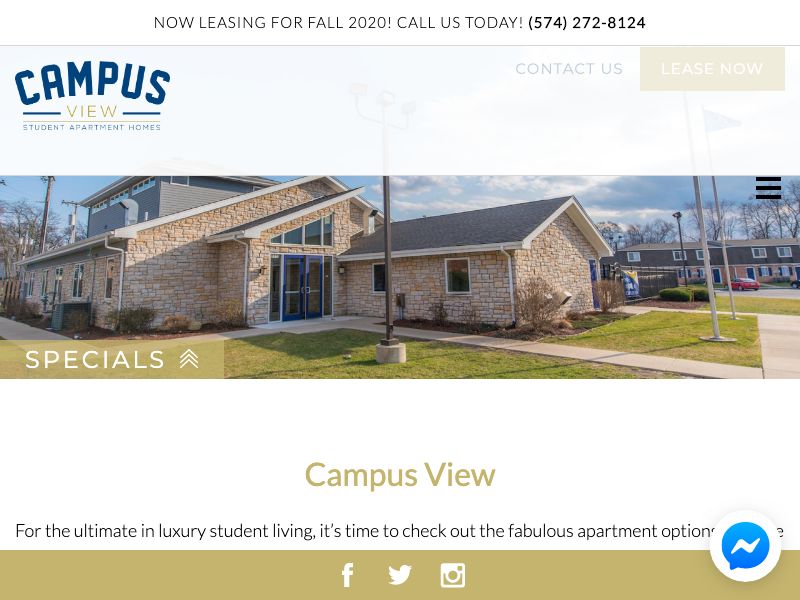 NOW LEASING FOR FALL 2020! CALL US TODAY! (574) 272-8124
CONTACT US
LEASE NOW
CAMPUS
VIEW
STUDENT APARTMENT HOMES
SPECIALS
Campus View
For the ultimate in luxury student living, it's time to check out the fabulous apartment options